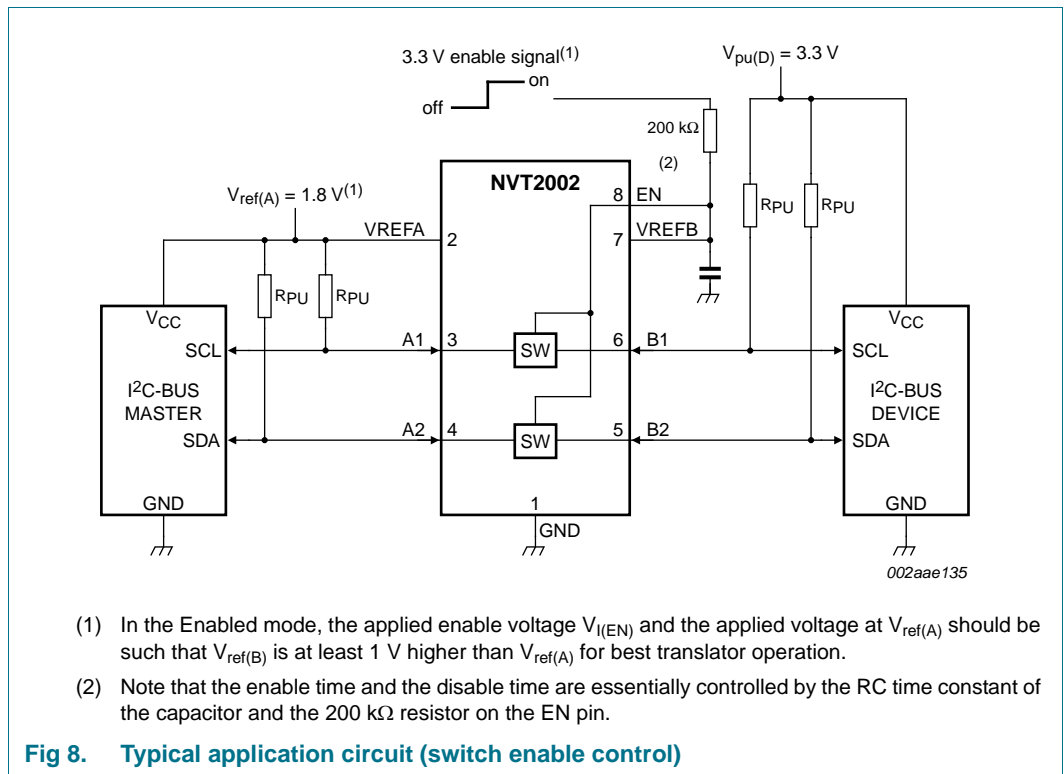 3.3 V enable signal(1)
off
on
Vpu(D) = 3.3 V
200 kΩ
(2)
Vref(A) = 1.8 V(1)
NVT2002
8
EN
RPU
RPU
VREFA
2
7
VREFB
RPU
RPU
VCC
VCC
SCL
A1
3
SW
6
B1
SCL
I2C-BUS
MASTER
I2C-BUS
DEVICE
SDA
A2
4
SW
5
B2
SDA
GND
1
GND
GND
002aae135
(1) In the Enabled mode, the applied enable voltage VI(EN) and the applied voltage at Vref(A) should be
such that Vref(B) is at least 1 V higher than Vref(A) for best translator operation.
(2) Note that the enable time and the disable time are essentially controlled by the RC time constant of
the capacitor and the 200 kΩ resistor on the EN pin.
Fig 8. Typical application circuit (switch enable control)